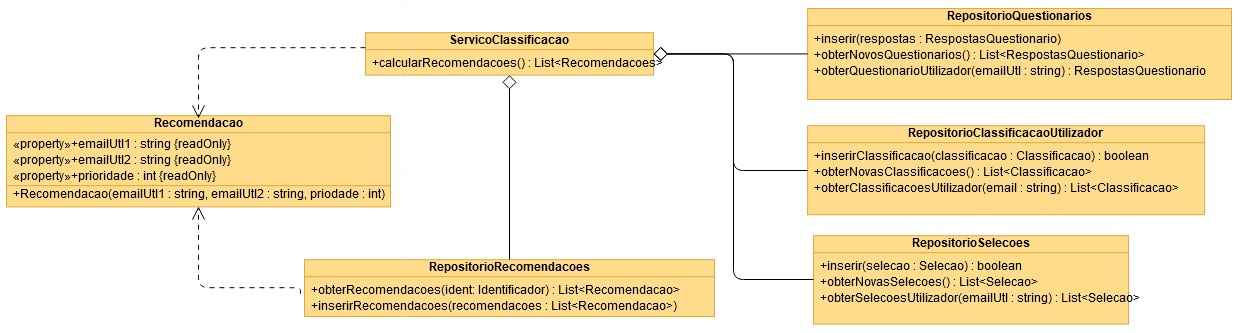 RepositorioQuestionarios
+inserir(respostas : RespostasQuestionario)
+obterNovosQuestionarios() : List<RespostasQuestionario>
+obterQuestionarioUtilizador(emailUtl : string) : RespostasQuestionario
ServicoClassificacao
+calcularRecomendacoes() : List<Recomendacoes>
Recomendacao
«property»+emailUtl1 : string {readOnly}
«property»+emailUtl2 : string {readOnly}
«property»+prioridade : int {readOnly}
+Recomendacao(emailUtl1 : string, emailUtl2 : string, priodade : int)
RepositorioClassificacaoUtilizador
+inserirClassificacao(classificacao : Classificacao) : boolean
+obterNovasClassificacoes() : List<Classificacao>
+obterClassificacoesUtilizador(email : string) : List<Classificacao>
RepositorioSelecoes
+inserir(selecao : Selecao) : boolean
+obterNovasSelecoes() : List<Selecao>
+obterSelecoesUtilizador(emailUtl : string) : List<Selecao>
RepositorioRecomendacoes
+obterRecomendacoes(ident: Identificador) : List<Recomendacao>
+inserirRecomendacoes(recomendacoes : List<Recomendacao>)